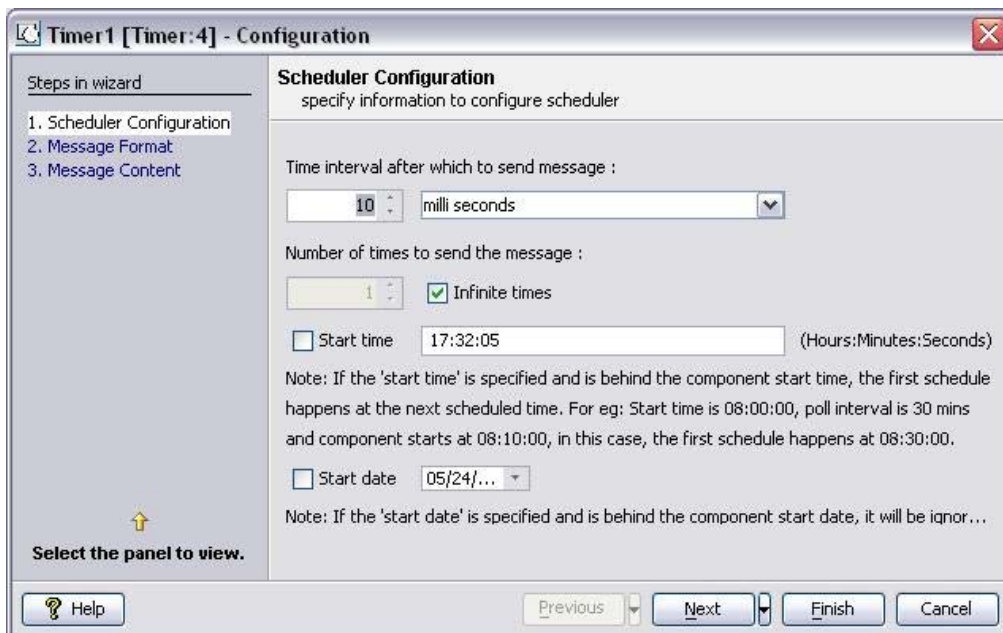 Timer1 [Timer:4] - Configuration
Steps in wizard
1. Scheduler Configuration
2. Message Format
3. Message Content
Select the panel to view.
Scheduler Configuration
specify information to configure scheduler
Time interval after which to send message :
10 milli seconds
Number of times to send the message :
1 Infinite times
Start time 17:32:05 (Hours:Minutes:Seconds)
Note: If the 'start time' is specified and is behind the component start time, the first schedule
happens at the next scheduled time. For eg: Start time is 08:00:00, poll interval is 30 mins
and component starts at 08:10:00, in this case, the first schedule happens at 08:30:00.
Start date 05/24/...
Note: If the 'start date' is specified and is behind the component start date, it will be ignor...
Help Previous Next Finish Cancel